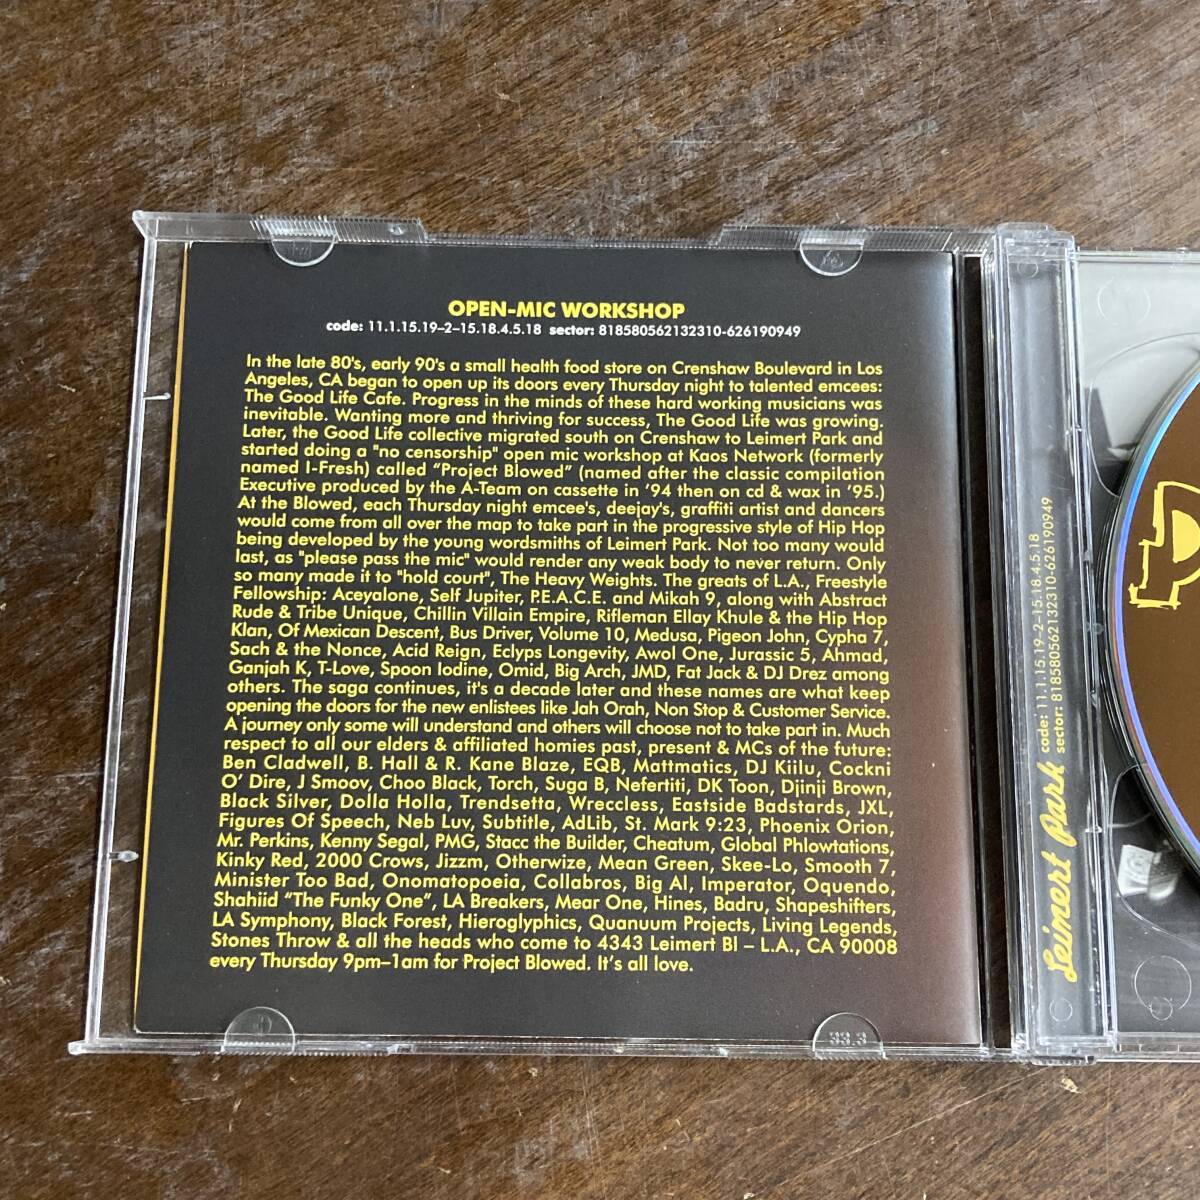 OPEN-MIC WORKSHOP
code: 11.1.15.19–2–15.18.4.5.18 sector: 818580562132310-626190949
In the late 80's, early 90's a small health food store on Crenshaw Boulevard in Los
Angeles, CA began to open up its doors every Thursday night to talented emcees:
The Good Life Cafe. Progress in the minds of these hard working musicians was
inevitable. Wanting more and thriving for success, The Good Life was growing.
Later, the Good Life collective migrated south on Crenshaw to Leimert Park and
started doing a "no censorship" open mic workshop at Kaos Network (formerly
named I-Fresh) called “Project Blowed” (named after the classic compilation
Executive produced by the A-Team on cassette in ‘94 then on cd & wax in ’95.)
At the Blowed, each Thursday night emcee's, deejay's, graffiti artist and dancers
would come from all over the map to take part in the progressive style of Hip Hop
being developed by the young wordsmiths of Leimert Park. Not too many would
last, as "please pass the mic" would render any weak body to never return. Only
so many made it to "hold court", The Heavy Weights. The greats of L.A., Freestyle
Fellowship: Aceyalone, Self Jupiter, P.E.A.C.E. and Mikah 9, along with Abstract
Rude & Tribe Unique, Chillin Villain Empire, Rifleman Ellay Khule & the Hip Hop
Klan, Of Mexican Descent, Bus Driver, Volume 10, Medusa, Pigeon John, Cypha 7,
Sach & the Nonce, Acid Reign, Eclyps Longevity, Awol One, Jurassic 5, Ahmad,
Ganjah K, T-Love, Spoon Iodine, Omid, Big Arch, JMD, Fat Jack & DJ Drez among
others. The saga continues, it's a decade later and these names are what keep
opening the doors for the new enlistees like Jah Orah, Non Stop & Customer Service.
A journey only some will understand and others will choose not to take part in. Much
respect to all our elders & affiliated homies past, present & MCs of the future:
Ben Cladwell, B. Hall & R. Kane Blaze, EQB, Mattmatics, DJ Kiilu, Cockni
O’ Dire, J Smoov, Choo Black, Torch, Suga B, Nefertiti, DK Toon, Djinji Brown,
Black Silver, Dolla Holla, Trendsetta, Wreccless, Eastside Badstards, JXL,
Figures Of Speech, Neb Luv, Subtitle, AdLib, St. Mark 9:23, Phoenix Orion,
Mr. Perkins, Kenny Segal, PMG, Stacc the Builder, Cheatum, Global Phlowtations,
Kinky Red, 2000 Crows, Jizzm, Otherwize, Mean Green, Skee-Lo, Smooth 7,
Minister Too Bad, Onomatopoeia, Collabros, Big Al, Imperator, Oquendo,
Shahiid “The Funky One”, LA Breakers, Mear One, Hines, Badru, Shapeshifters,
LA Symphony, Black Forest, Hieroglyphics, Quanuum Projects, Living Legends,
Stones Throw & all the heads who come to 4343 Leimert Bl – L.A., CA 90008
every Thursday 9pm–1am for Project Blowed. It’s all love.
33.3
Leimert Park
code: 11.1.15.19–2–15.18.4.5.18
sector: 818580562132310-626190949